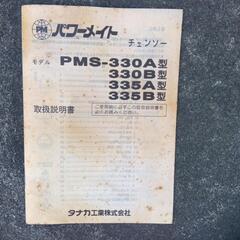 PM パワーメイト
チェンソー
モデル PMS-330A型
330B型
335A型
335B型
取扱説明書
タナカ工業株式会社